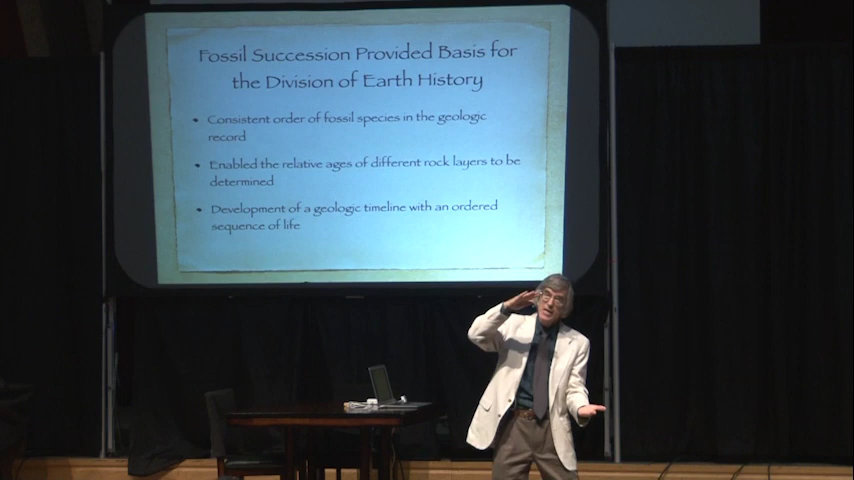 Fossil Succession Provided Basis for
the Division of Earth History
• Consistent order of fossil species in the geologic
record
• Enabled the relative ages of different rock layers to be
determined
• Development of a geologic timeline with an ordered
sequence of life